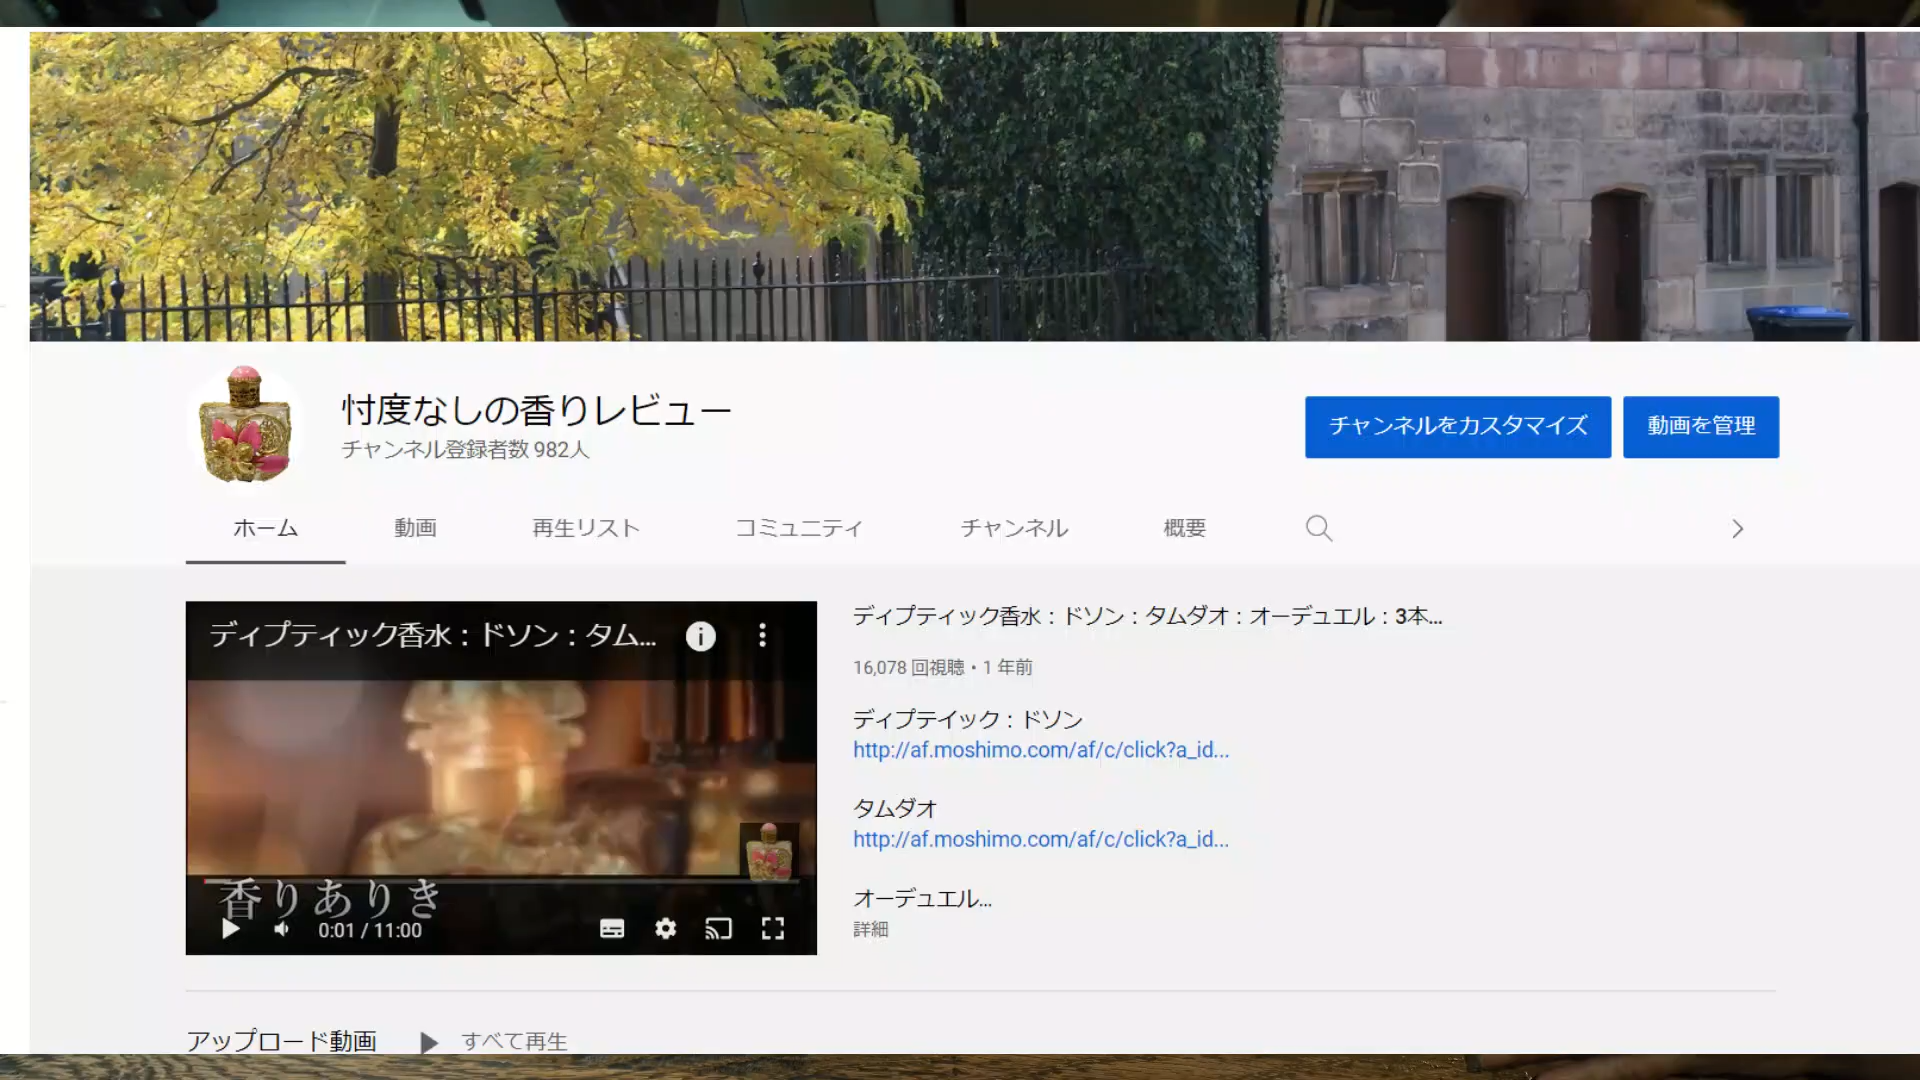 忖度なしの香りレビュー
チャンネル登録者数 982人
チャンネルをカスタマイズ
動画を管理
ホーム
動画
再生リスト
コミュニティ
チャンネル
概要
ディプティック香水：ドソン：タム...
香りありき
0:01 / 11:00
ディプティック香水：ドソン：タムダオ：オーデュエル：3本...
16,078 回視聴・1 年前
ディプテイック：ドソン
http://af.moshimo.com/af/c/click?a_id...
タムダオ
http://af.moshimo.com/af/c/click?a_id...
オーデュエル...
詳細
アップロード動画
すべて再生